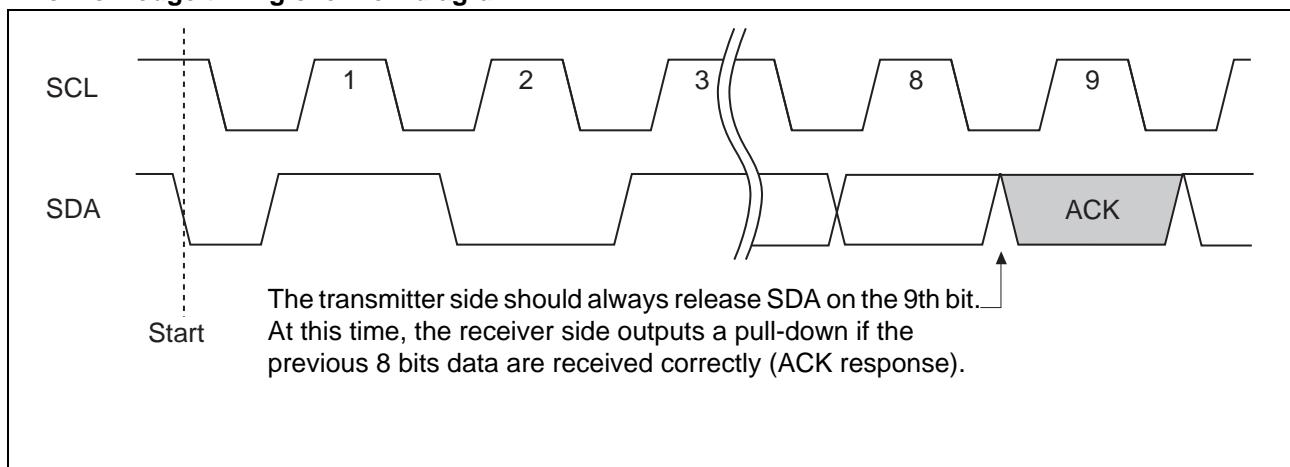 SCL
1
2
3
8
9
SDA
ACK
Start
The transmitter side should always release SDA on the 9th bit.
At this time, the receiver side outputs a pull-down if the
previous 8 bits data are received correctly (ACK response).